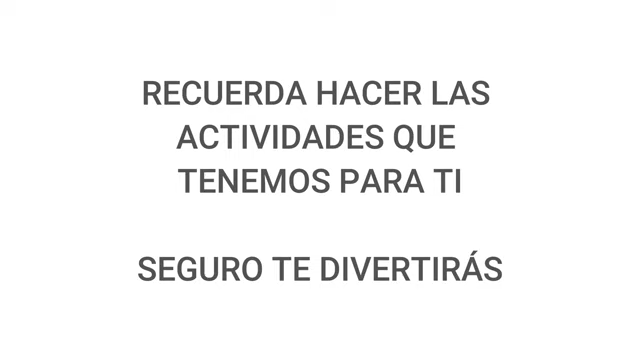 RECUERDA HACER LAS
ACTIVIDADES QUE
TENEMOS PARA TI
SEGURO TE DIVERTIRÁS